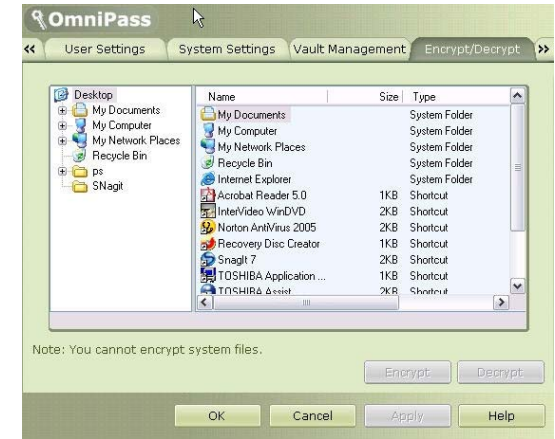 OmniPass
« User Settings System Settings Vault Management Encrypt/Decrypt »
Desktop
My Documents
My Computer
My Network Places
Recycle Bin
ps
SNagit
Name Size Type
My Documents System Folder
My Computer System Folder
My Network Places System Folder
Recycle Bin System Folder
Internet Explorer System Folder
Acrobat Reader 5.0 1KB Shortcut
InterVideo WinDVD 2KB Shortcut
Norton AntiVirus 2005 2KB Shortcut
Recovery Disc Creator 1KB Shortcut
SnagIt 7 2KB Shortcut
TOSHIBA Application ... 1KB Shortcut
TOSHIBA Assist 2KB Shortcut
Note: You cannot encrypt system files.
Encrypt Decrypt
OK Cancel Apply Help